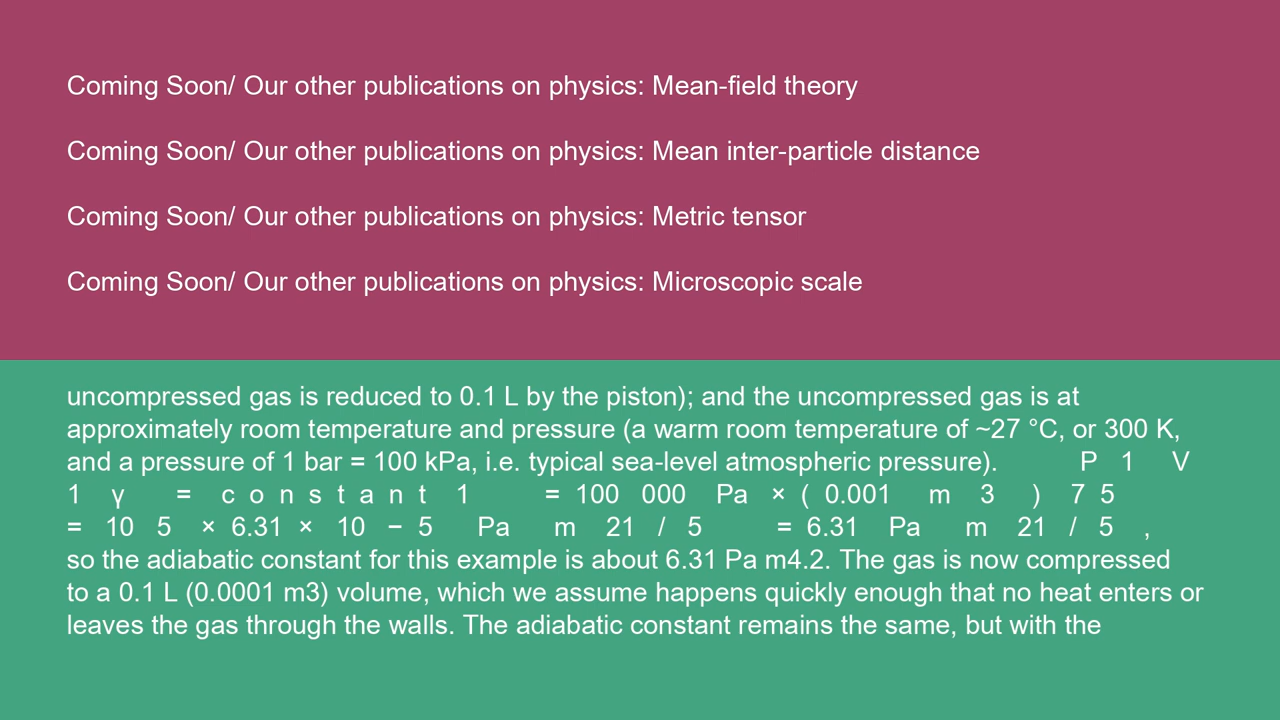 Coming Soon/ Our other publications on physics: Mean-field theory
Coming Soon/ Our other publications on physics: Mean inter-particle distance
Coming Soon/ Our other publications on physics: Metric tensor
Coming Soon/ Our other publications on physics: Microscopic scale
uncompressed gas is reduced to 0.1 L by the piston); and the uncompressed gas is at
approximately room temperature and pressure (a warm room temperature of ~27 °C, or 300 K,
and a pressure of 1 bar = 100 kPa, i.e. typical sea-level atmospheric pressure). P 1 V
1 γ = c o n s t a n t 1 = 100 000 Pa × ( 0.001 m 3 ) 7 5
= 10 5 × 6.31 × 10 − 5 Pa m 21 / 5 = 6.31 Pa m 21 / 5 ,
so the adiabatic constant for this example is about 6.31 Pa m4.2. The gas is now compressed
to a 0.1 L (0.0001 m3) volume, which we assume happens quickly enough that no heat enters or
leaves the gas through the walls. The adiabatic constant remains the same, but with the